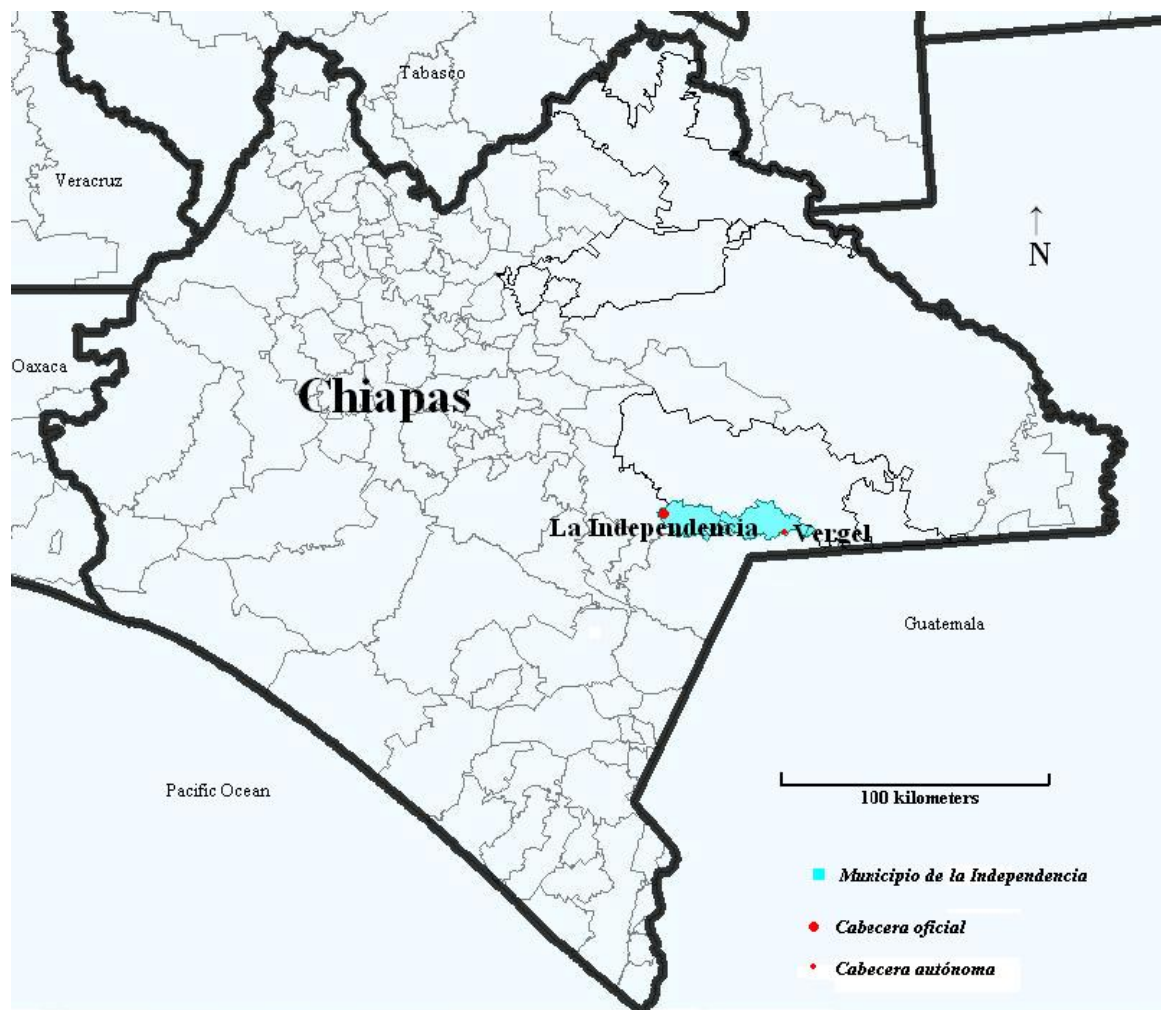 Tabasco
Veracruz
N
Oaxaca
Chiapas
La Independencia
Vergel
Guatemala
Pacific Ocean
100 kilometers
Municipio de la Independencia
Cabecera oficial
Cabecera autónoma